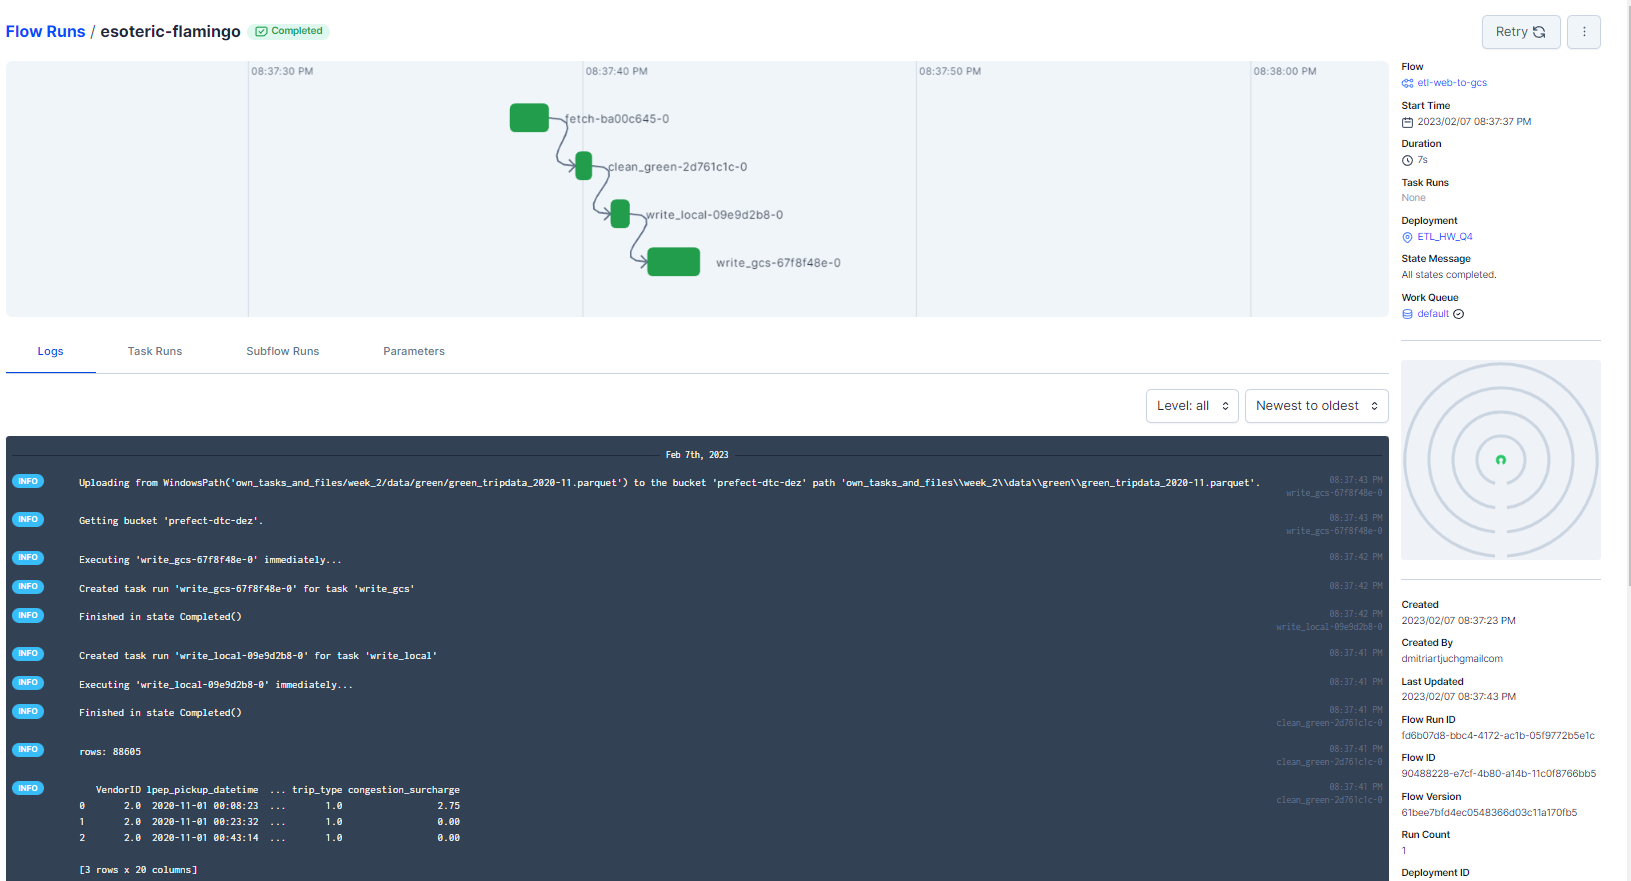 Flow Runs / esoteric-flamingo Completed
Retry
08:37:30 PM 08:37:40 PM 08:37:50 PM 08:38:00 PM
fetch-ba00c645-0
clean_green-2d761c1c-0
write_local-09e9d2b8-0
write_gcs-67f8f48e-0
Logs Task Runs Subflow Runs Parameters
Level: all Newest to oldest
Feb 7th, 2023
INFO Uploading from WindowsPath('own_tasks_and_files/week_2/data/green/green_tripdata_2020-11.parquet') to the bucket 'prefect-dtc-dez' path 'own_tasks_and_files\\week_2\\data\\green\\green_tripdata_2020-11.parquet'. 08:37:43 PM
write_gcs-67f8f48e-0
INFO Getting bucket 'prefect-dtc-dez'. 08:37:43 PM
write_gcs-67f8f48e-0
INFO Executing 'write_gcs-67f8f48e-0' immediately... 08:37:42 PM
INFO Created task run 'write_gcs-67f8f48e-0' for task 'write_gcs' 08:37:42 PM
INFO Finished in state Completed() 08:37:42 PM
write_local-09e9d2b8-0
INFO Created task run 'write_local-09e9d2b8-0' for task 'write_local' 08:37:41 PM
INFO Executing 'write_local-09e9d2b8-0' immediately... 08:37:41 PM
INFO Finished in state Completed() 08:37:41 PM
clean_green-2d761c1c-0
INFO rows: 88605 08:37:41 PM
clean_green-2d761c1c-0
INFO VendorID lpep_pickup_datetime ... trip_type congestion_surcharge 08:37:41 PM
clean_green-2d761c1c-0
0 2.0 2020-11-01 00:08:23 ... 1.0 2.75
1 2.0 2020-11-01 00:23:32 ... 1.0 0.00
2 2.0 2020-11-01 00:43:14 ... 1.0 0.00
[3 rows x 20 columns]
Flow
etl-web-to-gcs
Start Time
2023/02/07 08:37:37 PM
Duration
7s
Task Runs
None
Deployment
ETL_HW_Q4
State Message
All states completed.
Work Queue
default
Created
2023/02/07 08:37:23 PM
Created By
dmitriartjuchgmailcom
Last Updated
2023/02/07 08:37:43 PM
Flow Run ID
fd6b07d8-bbc4-4172-ac1b-05f9772b5e1c
Flow ID
90488228-e7cf-4b80-a14b-11c0f8766bb5
Flow Version
61bee7bfd4ec0548366d03c11a170fb5
Run Count
1
Deployment ID